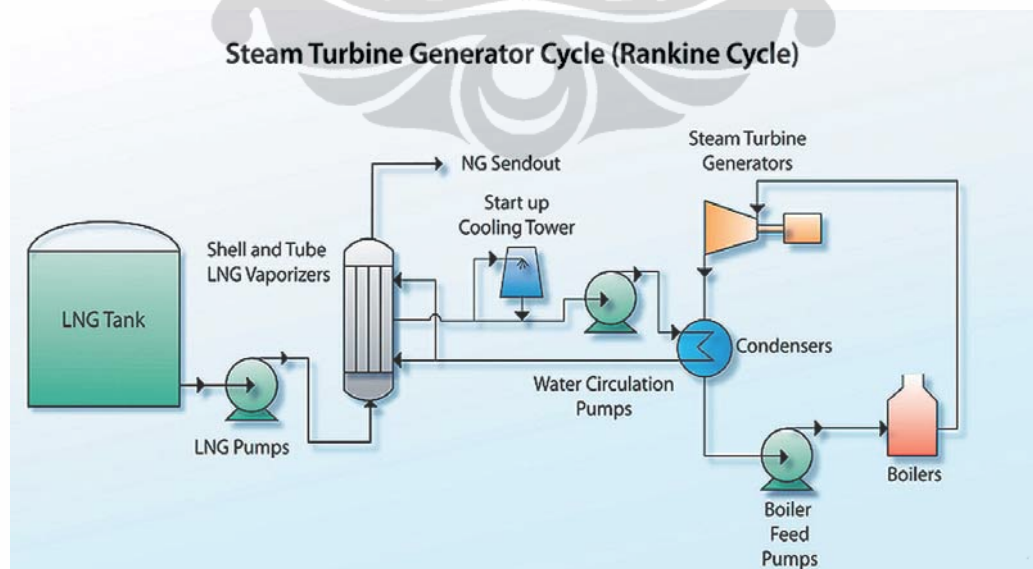 Steam Turbine Generator Cycle (Rankine Cycle)
Steam Turbine
Generators
NG Sendout
Start up
Cooling Tower
Shell and Tube
LNG Vaporizers
LNG Tank
Condensers
Water Circulation
Pumps
LNG Pumps
Boilers
Boiler
Feed
Pumps